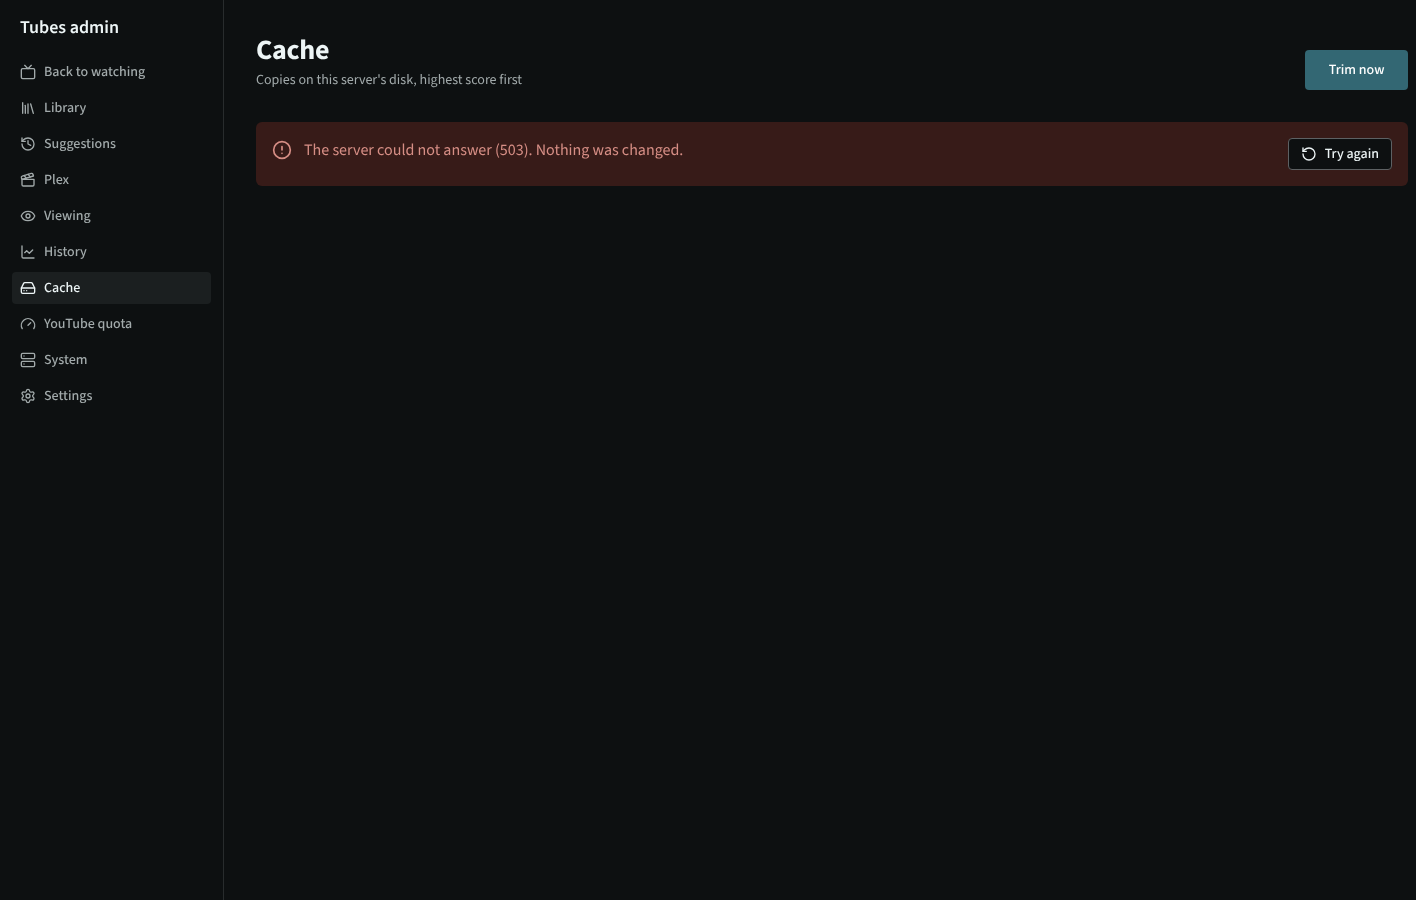 Tubes admin
Back to watching
Library
Suggestions
Plex
Viewing
History
Cache
YouTube quota
System
Settings
Cache
Copies on this server's disk, highest score first
Trim now
The server could not answer (503). Nothing was changed.
Try again